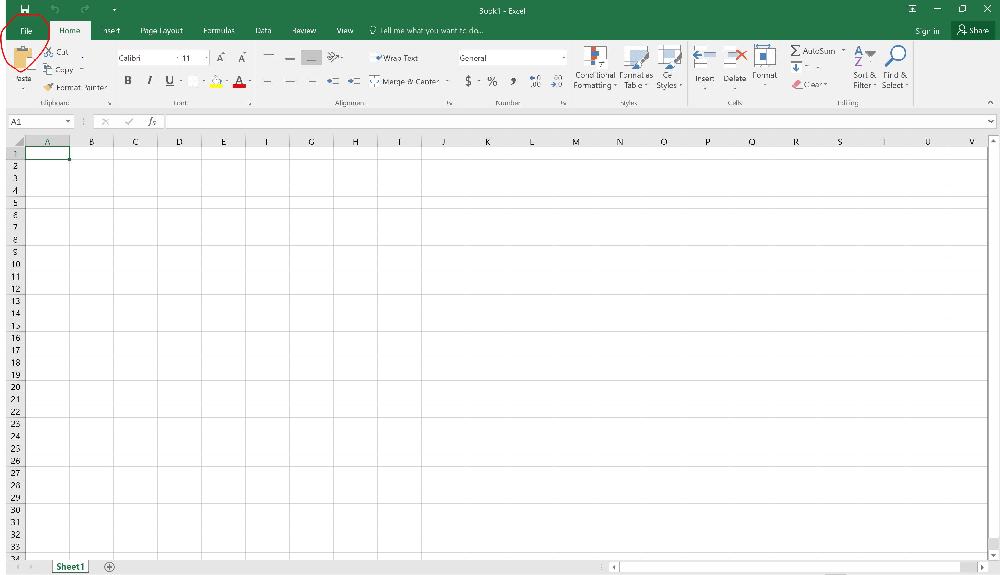 Book1 - Excel
File Home Insert Page Layout Formulas Data Review View Tell me what you want to do... Sign in Share
Paste
Cut
Copy
Format Painter
Clipboard
Calibri 11
A A
B I U A
Font
ab Wrap Text
Merge & Center
Alignment
General
$ % , .0 .00 .00 .0
Number
Conditional Formatting
Format as Table
Cell Styles
Styles
Insert Delete Format
Cells
AutoSum
Fill
Clear
A Z
Sort & Filter
Find & Select
Editing
A1 fx
A B C D E F G H I J K L M N O P Q R S T U V
1
2
3
4
5
6
7
8
9
10
11
12
13
14
15
16
17
18
19
20
21
22
23
24
25
26
27
28
29
30
31
32
33
34
Sheet1